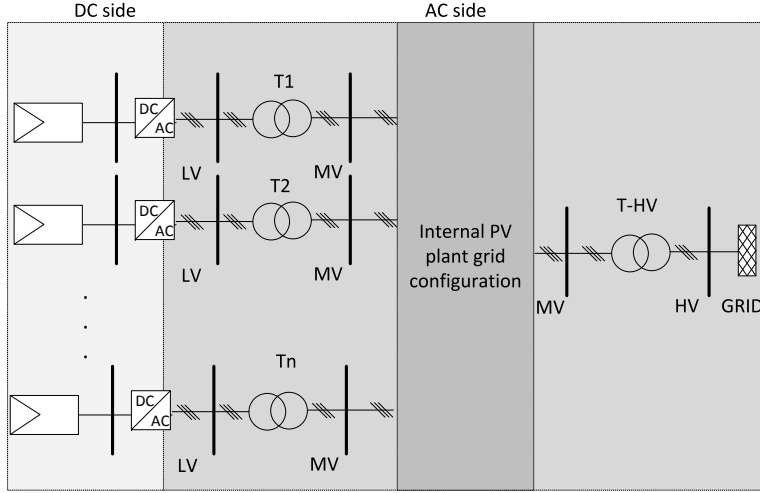 DC side
AC side
DC
AC
LV
T1
MV
DC
AC
LV
T2
MV
Internal PV
plant grid
configuration
MV
T-HV
HV
GRID
.
.
.
DC
AC
LV
Tn
MV